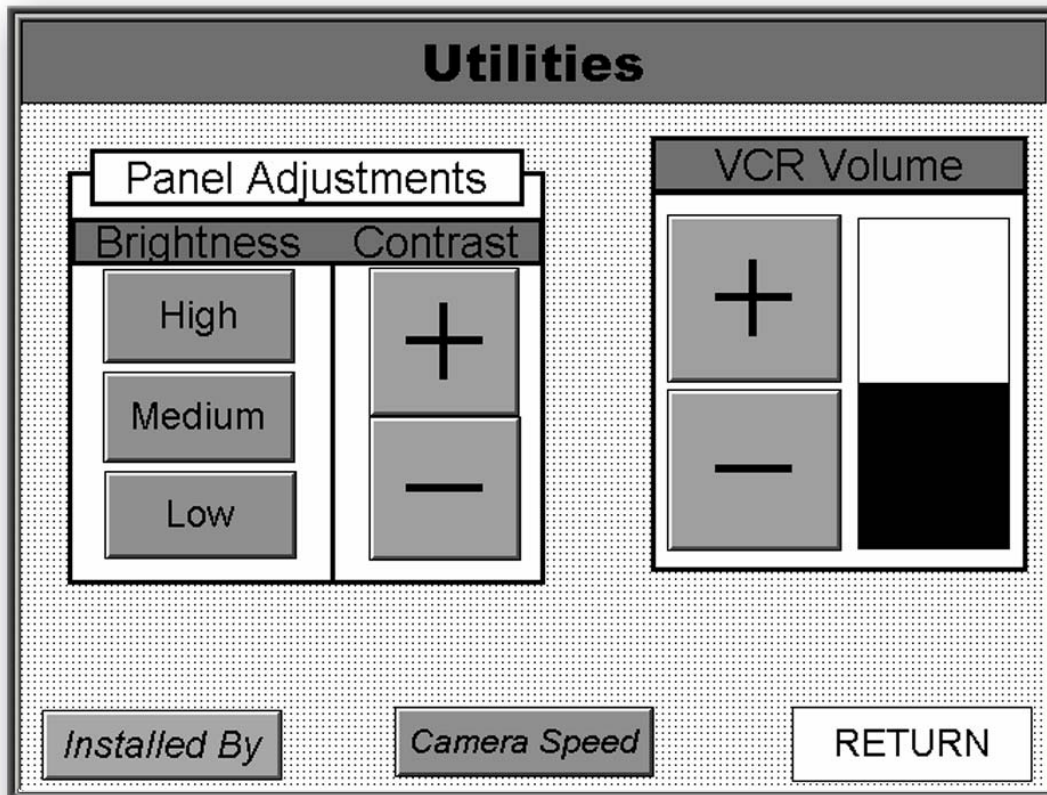 Utilities
Panel Adjustments
Brightness
Contrast
High
Medium
Low
+
−
VCR Volume
+
−
Installed By
Camera Speed
RETURN